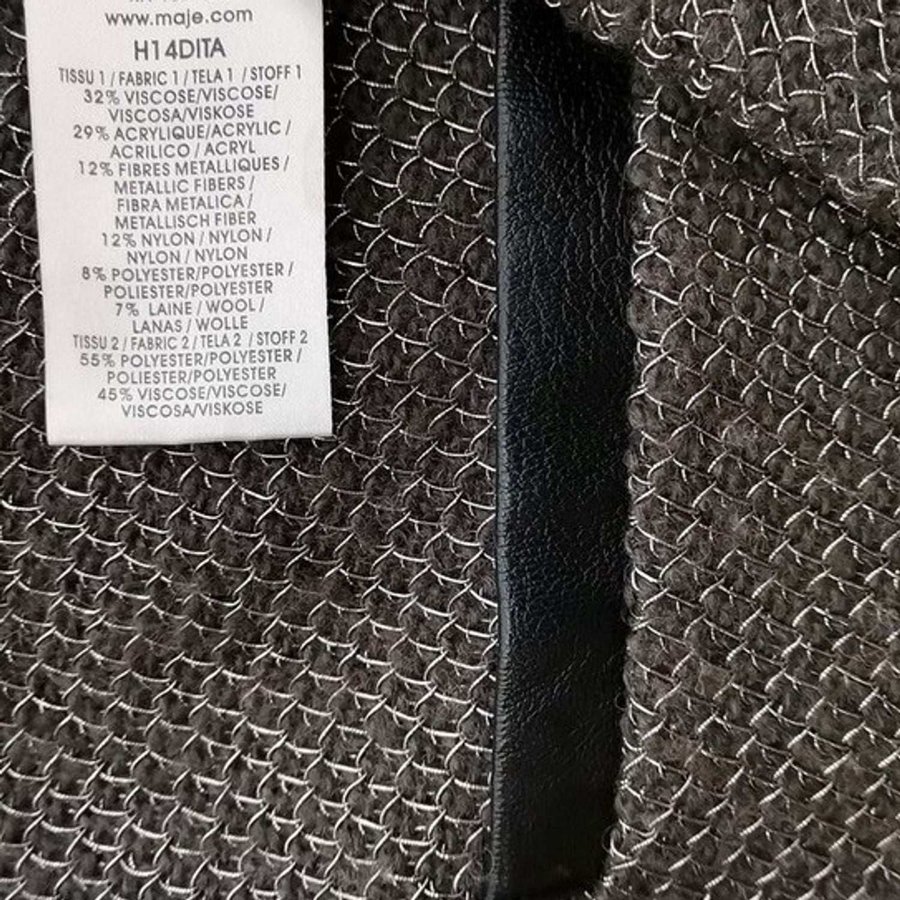 www.maje.com
H14DITA
TISSU 1 / FABRIC 1 / TELA 1 / STOFF 1
32% VISCOSE/VISCOSE/
VISCOSA/VISKOSE
29% ACRYLIQUE/ACRYLIC /
ACRILICO / ACRYL
12% FIBRES METALLIQUES /
METALLIC FIBERS /
FIBRA METALICA /
METALLISCH FIBER
12% NYLON / NYLON /
NYLON / NYLON
8% POLYESTER/POLYESTER /
POLIESTER/POLYESTER
7% LAINE / WOOL /
LANAS / WOLLE
TISSU 2 / FABRIC 2 / TELA 2 / STOFF 2
55% POLYESTER/POLYESTER /
POLIESTER/POLYESTER
45% VISCOSE/VISCOSE/
VISCOSA/VISKOSE